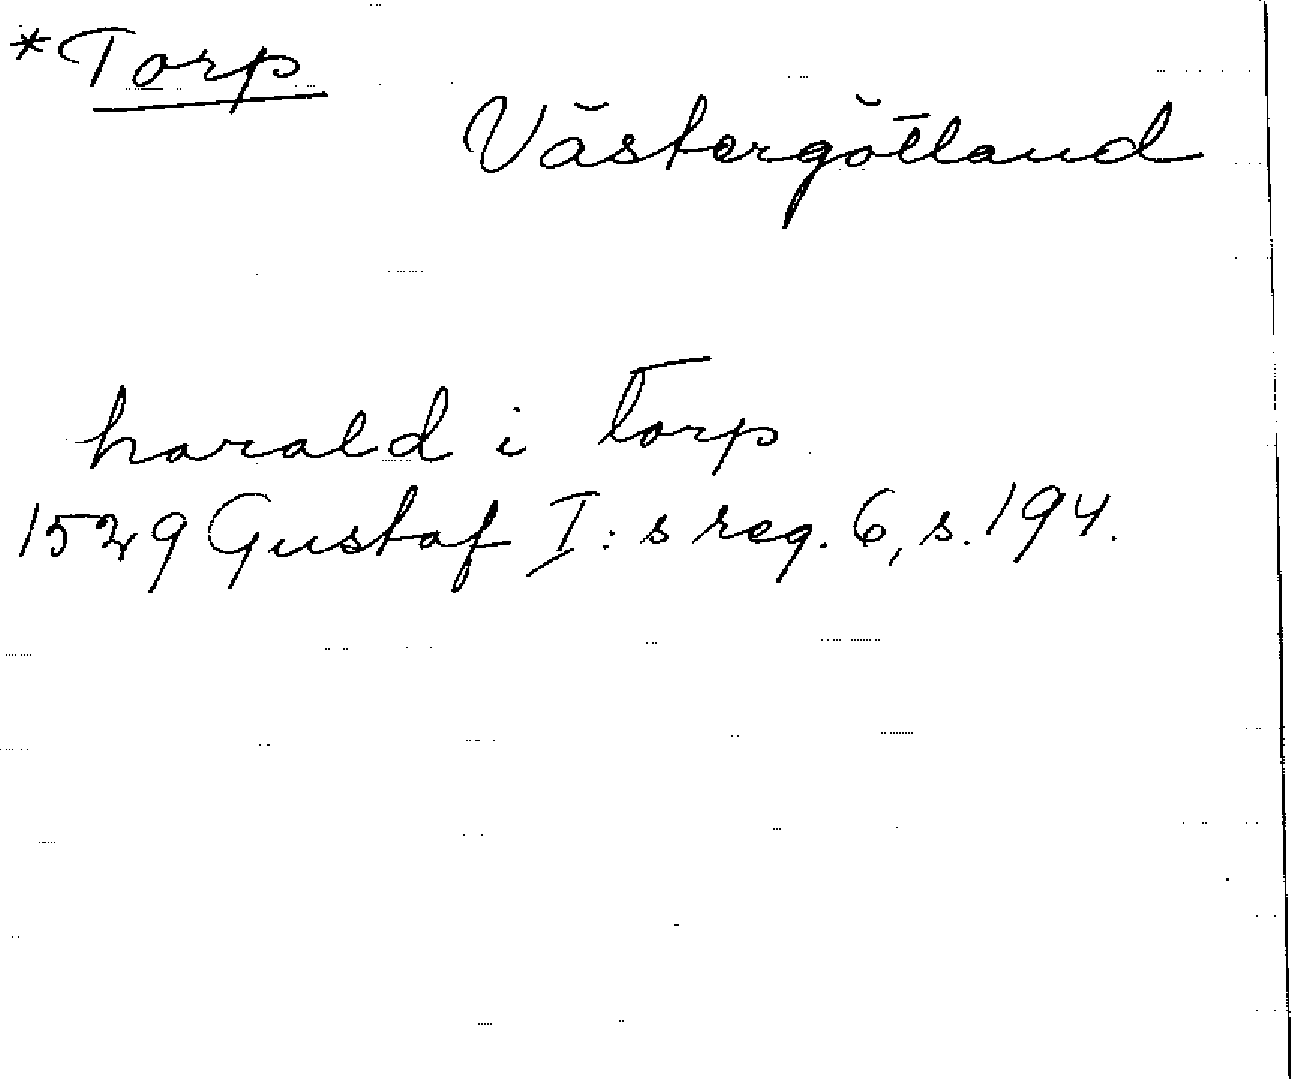 *Torp
Västergötland
harald i Torp
1529 Gustaf I:s reg. 6, s. 194.